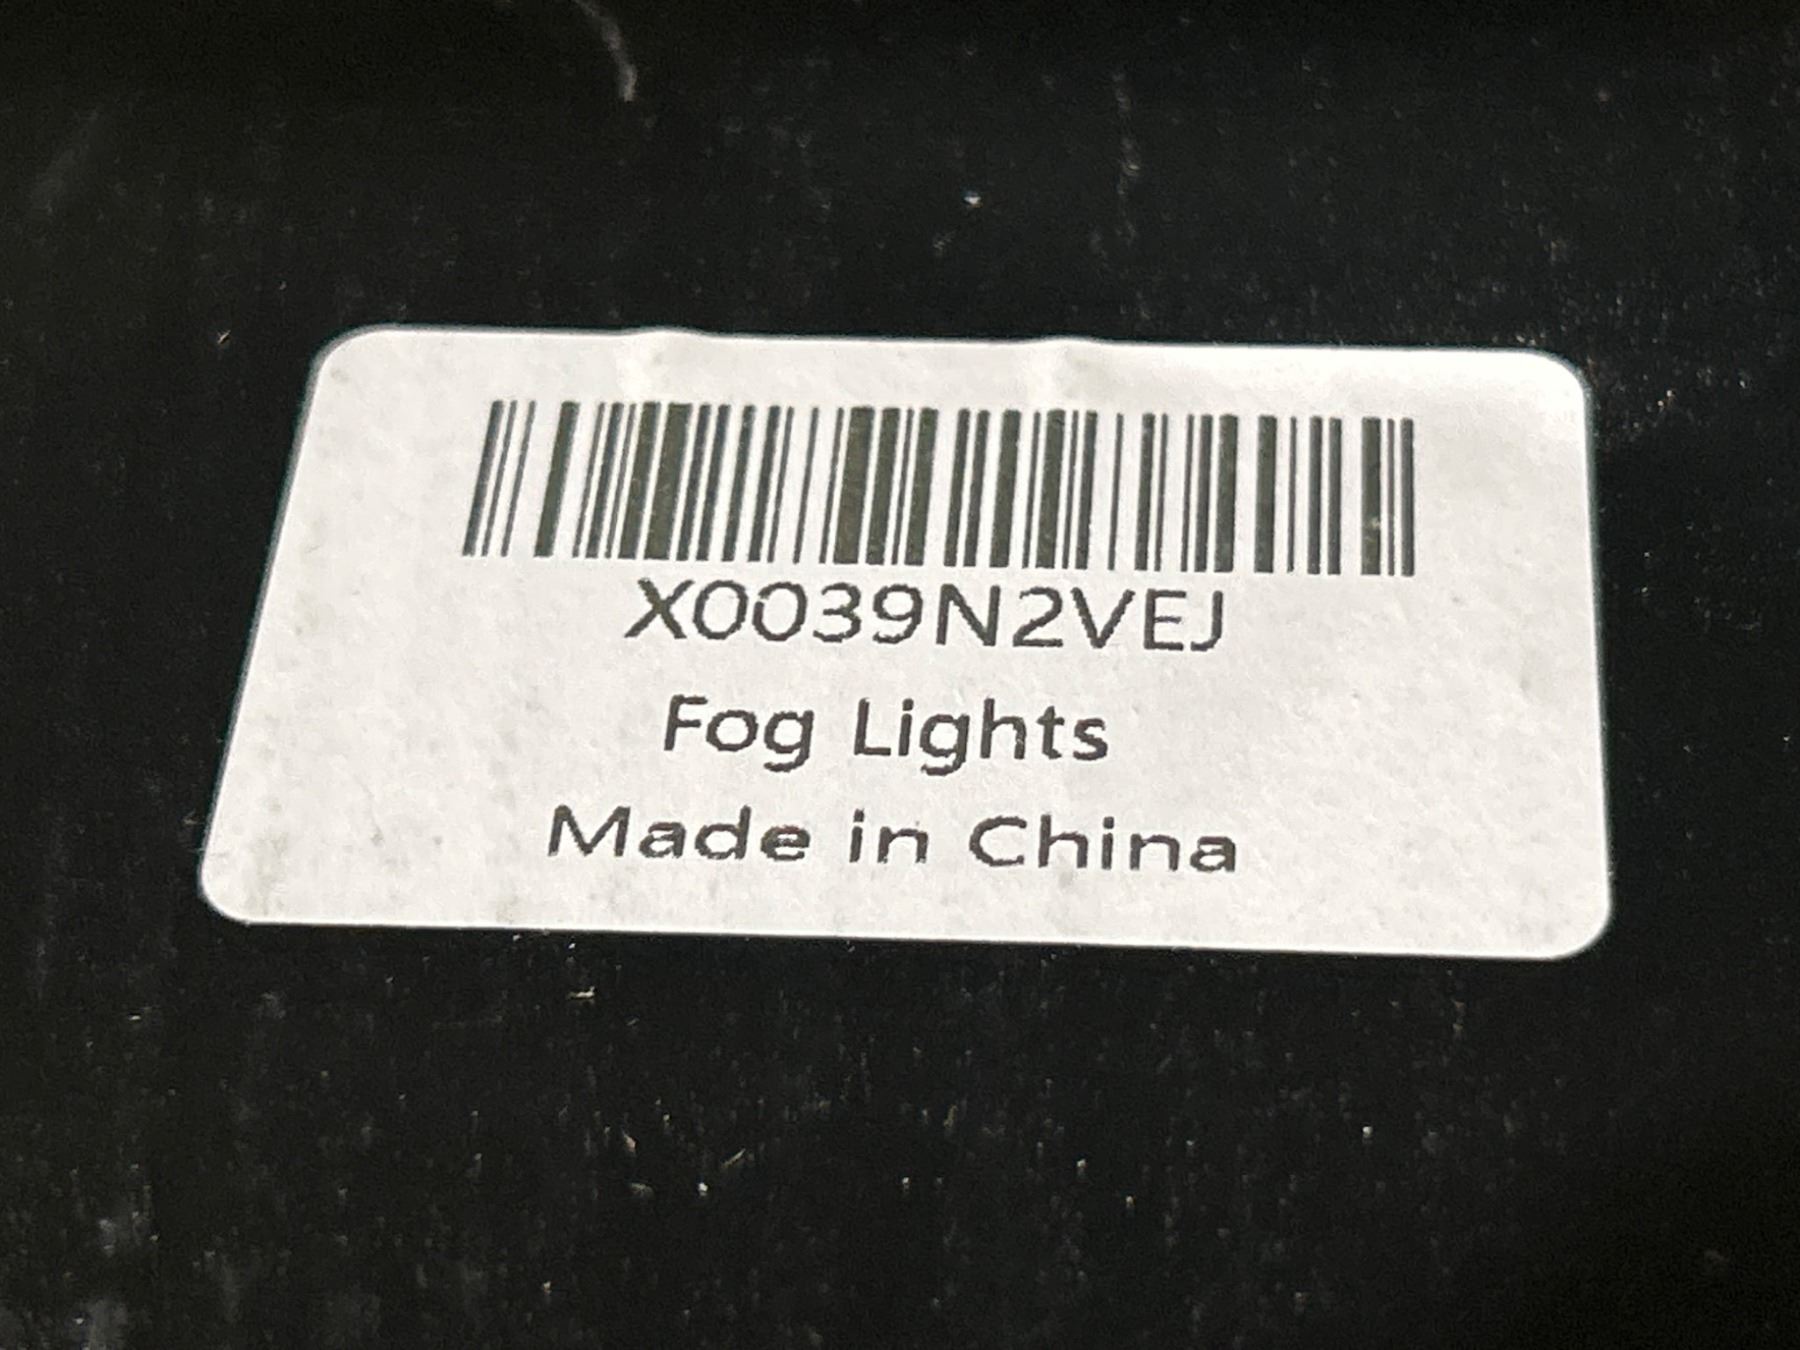 X0039N2VEJ
Fog Lights
Made in China